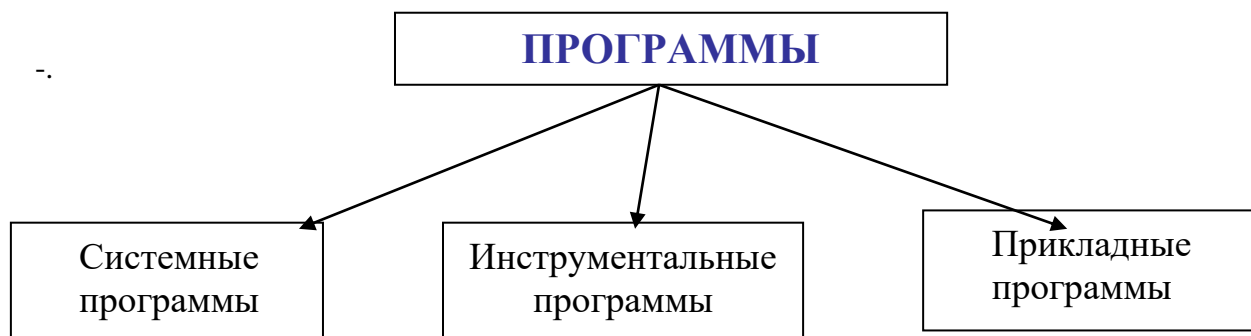 ПРОГРАММЫ
-.
Системные
программы
Инструментальные
программы
Прикладные
программы